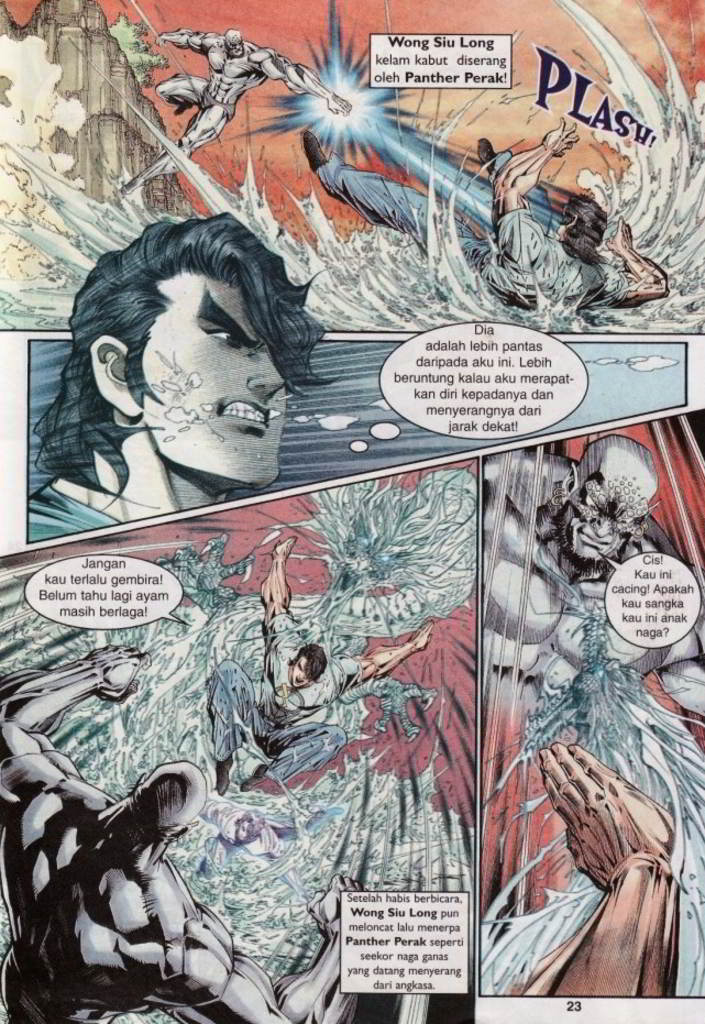 Wong Siu Long
kelam kabut diserang
oleh Panther Perak!
PLASH!
Dia
adalah lebih pantas
daripada aku ini. Lebih
beruntung kalau aku merapat-
kan diri kepadanya dan
menyerangnya dari
jarak dekat!
Jangan
kau terlalu gembira!
Belum tahu lagi ayam
masih berlaga!
Cis!
Kau ini
cacing! Apakah
kau sangka
kau ini anak
naga?
Setelah habis berbicara,
Wong Siu Long pun
meloncat lalu menerpa
Panther Perak seperti
seekor naga ganas
yang datang menyerang
dari angkasa.
23